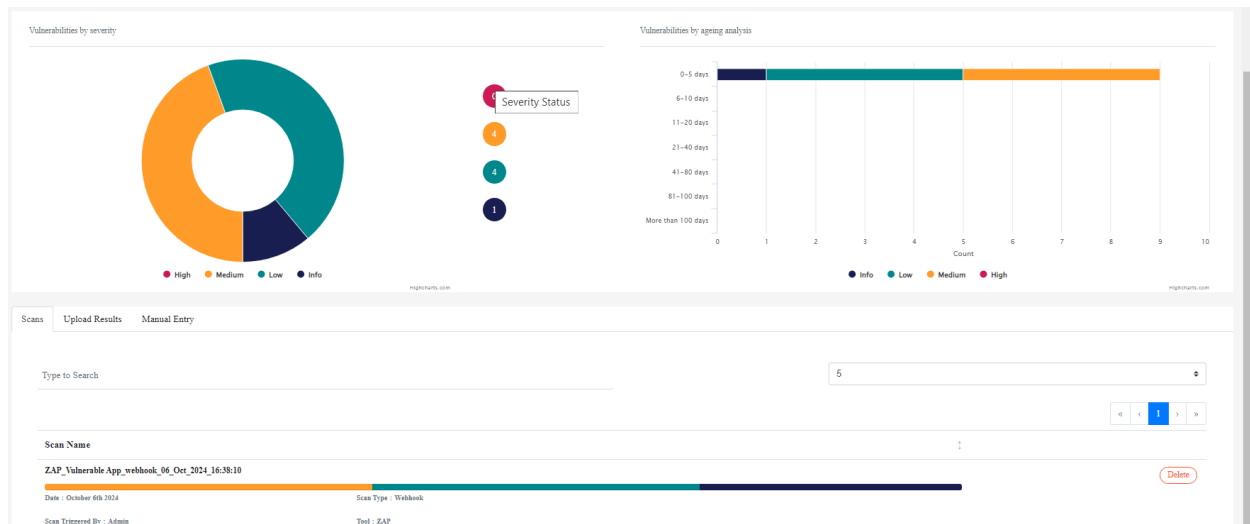 Vulnerabilities by severity
Severity Status
4
4
1
High Medium Low Info
Highcharts.com
Vulnerabilities by ageing analysis
0-5 days
6-10 days
11-20 days
21-40 days
41-80 days
81-100 days
More than 100 days
0 1 2 3 4 5 6 7 8 9 10
Count
Info Low Medium High
Highcharts.com
Scans Upload Results Manual Entry
Type to Search
5
« ‹ 1 › »
Scan Name
ZAP_Vulnerable App_webhook_06_Oct_2024_16:38:10
Delete
Date : October 6th 2024 Scan Type : Webhook
Scan Triggered By : Admin Tool : ZAP